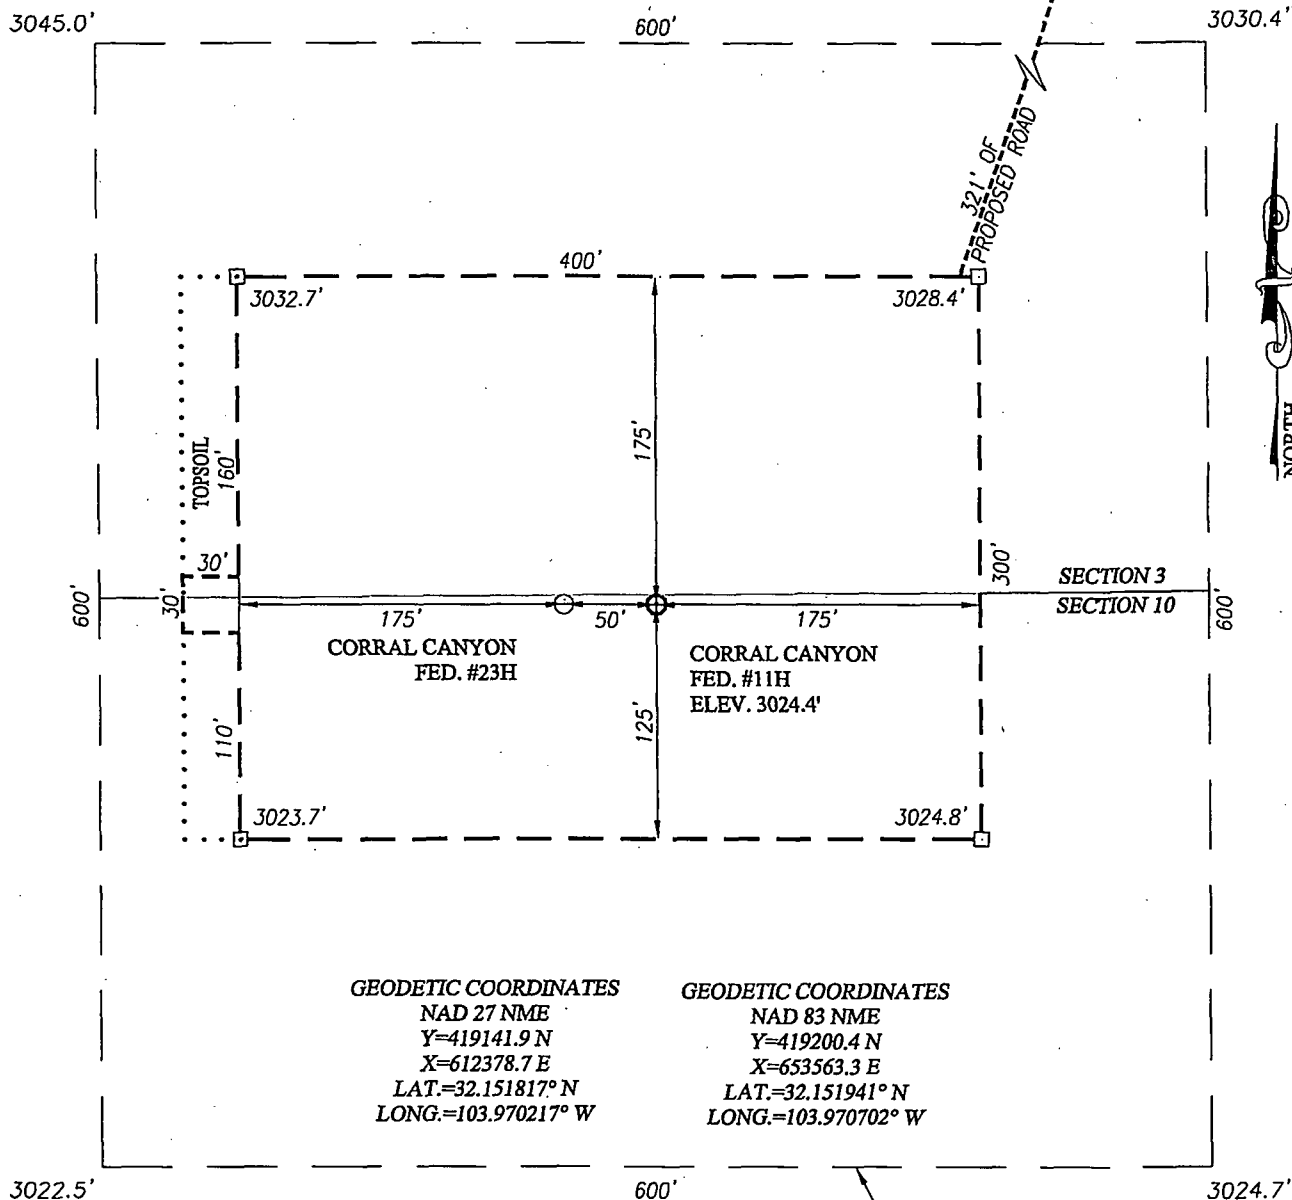 3045.0'
600'
3030.4'
321' OF
PROPOSED ROAD
400'
3032.7'
3028.4'
175'
TOPSOIL
160'
NORTH
30'
30'
300'
SECTION 3
SECTION 10
600'
600'
175'
50'
175'
CORRAL CANYON
FED. #23H
CORRAL CANYON
FED. #11H
ELEV. 3024.4'
125'
110'
3023.7'
3024.8'
GEODETIC COORDINATES
NAD 27 NME
Y=419141.9 N
X=612378.7 E
LAT.=32.151817° N
LONG.=103.970217° W
GEODETIC COORDINATES
NAD 83 NME
Y=419200.4 N
X=653563.3 E
LAT.=32.151941° N
LONG.=103.970702° W
3022.5'
600'
3024.7'